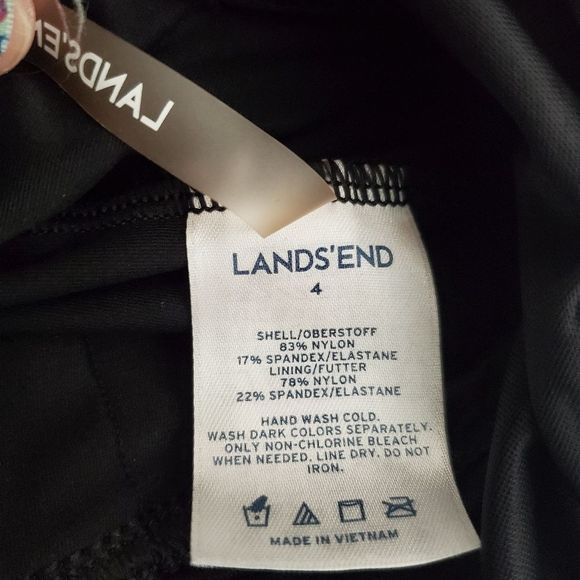 LANDS'EN
LANDS'END
4
SHELL/OBERSTOFF
83% NYLON
17% SPANDEX/ELASTANE
LINING/FUTTER
78% NYLON
22% SPANDEX/ELASTANE
HAND WASH COLD.
WASH DARK COLORS SEPARATELY.
ONLY NON-CHLORINE BLEACH
WHEN NEEDED. LINE DRY. DO NOT
IRON.
MADE IN VIETNAM